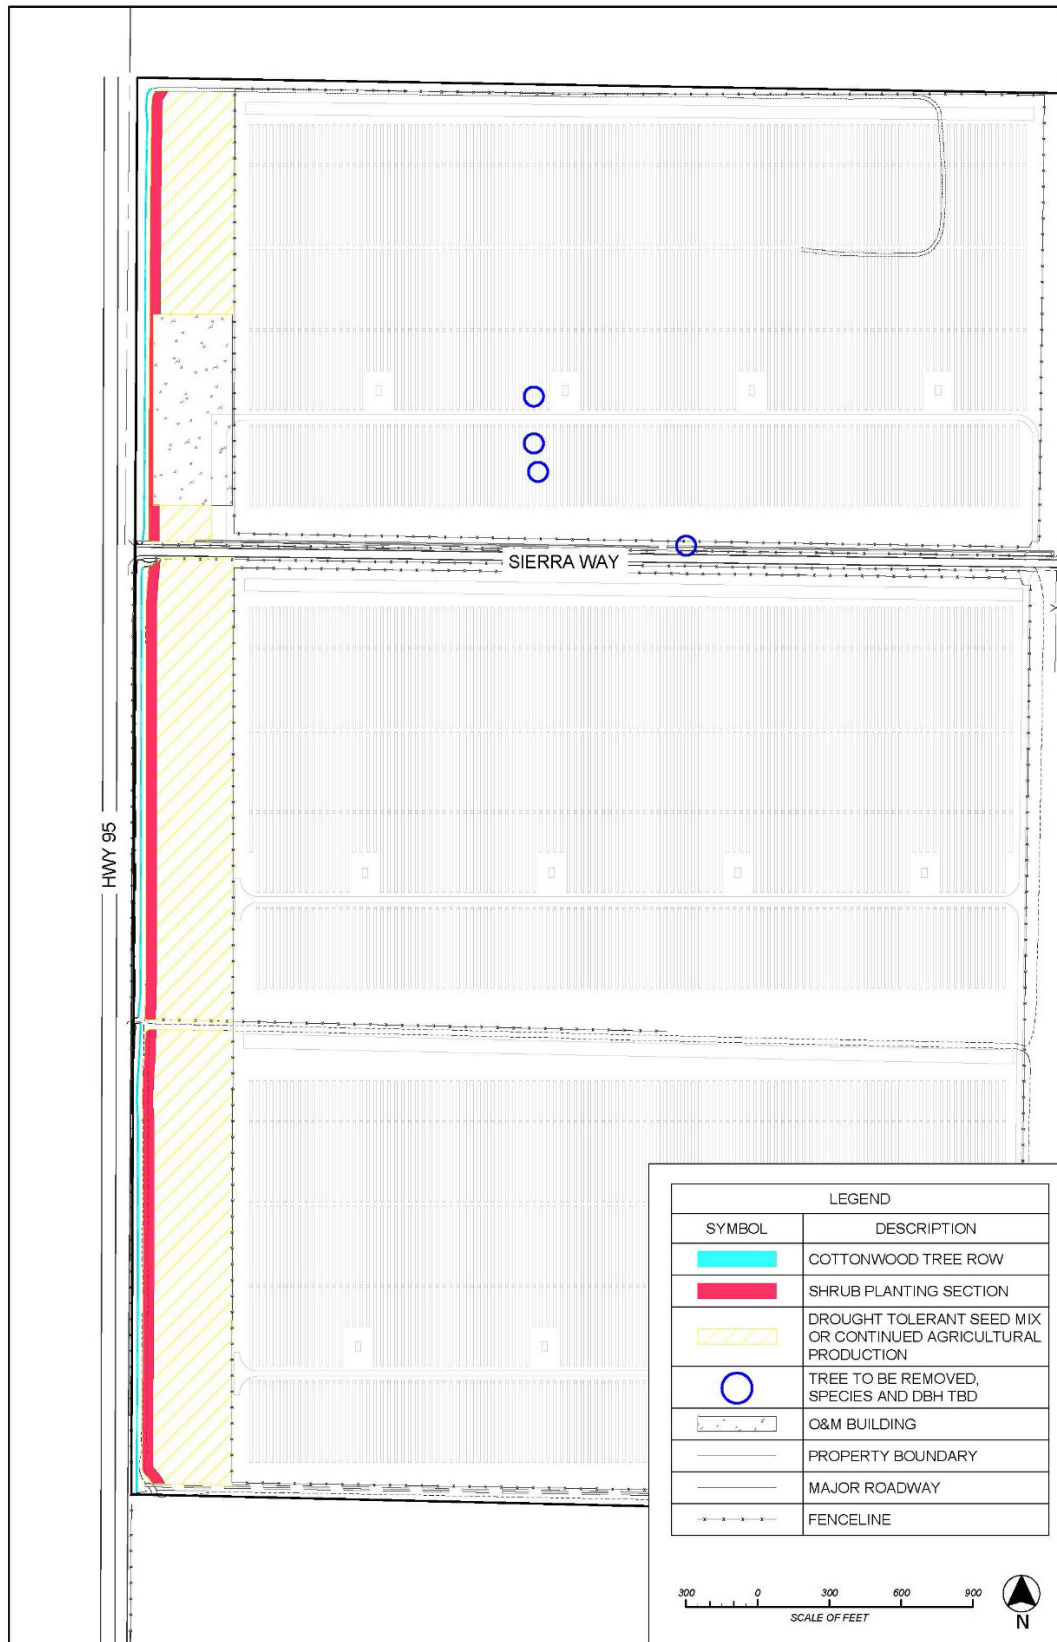 SIERRA WAY
HWY 95
LEGEND
SYMBOL DESCRIPTION
COTTONWOOD TREE ROW
SHRUB PLANTING SECTION
DROUGHT TOLERANT SEED MIX
OR CONTINUED AGRICULTURAL
PRODUCTION
TREE TO BE REMOVED,
SPECIES AND DBH TBD
O&M BUILDING
PROPERTY BOUNDARY
MAJOR ROADWAY
FENCELINE
300 0 300 600 900
SCALE OF FEET
N